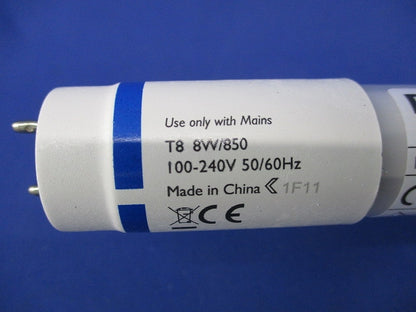 Use only with Mains
T8 8W/850
100-240V 50/60Hz
Made in China 1F11
CE